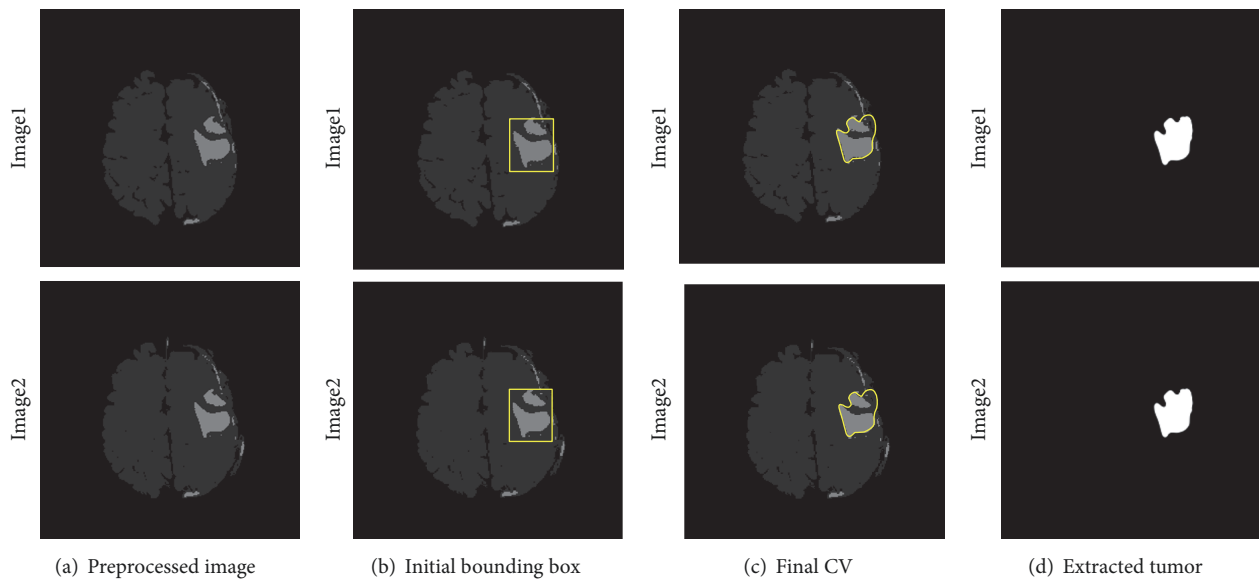 Image1
Image1
Image1
Image1
Image2
Image2
Image2
Image2
(a) Preprocessed image
(b) Initial bounding box
(c) Final CV
(d) Extracted tumor